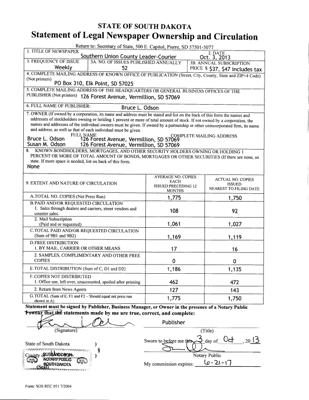 STATE OF SOUTH DAKOTA
Statement of Legal Newspaper Ownership and Circulation
Return to: Secretary of State, 500 E. Capitol, Pierre, SD 57501-5077
1. TITLE OF NEWSPAPER
Southern Union County Leader-Courier
2. DATE
Oct. 3, 2013
3. FREQUENCY OF ISSUE
Weekly
3A. NO. OF ISSUES PUBLISHED ANNUALLY
52
3B. ANNUAL SUBSCRIPTION
PRICE $ $37, $47 includes tax
4. COMPLETE MAILING ADDRESS OF KNOWN OFFICE OF PUBLICATION (Street, City, County, State and ZIP+4 Code)
(Not printers)
PO Box 310, Elk Point, SD 57025
5. COMPLETE MAILING ADDRESS OF THE HEADQUARTERS OR GENERAL BUSINESS OFFICES OF THE
PUBLISHER (Not printer)
126 Forest Avenue, Vermillion, SD 57069
6. FULL NAME OF PUBLISHER:
Bruce L. Odson
7. OWNER (If owned by a corporation, its name and address must be stated and list on the back of this form the names and
addresses of stockholders owning or holding 1 percent or more of total amount of stock. If not owned by a corporation, the
names and addresses of the individual owners must be given. If owned by a partnership or other unincorporated firm, its name
and address, as well as that of each individual must be given.
FULL NAME
COMPLETE MAILING ADDRESS
Bruce L. Odson 126 Forest Avenue, Vermillion, SD 57069
Susan M. Odson 126 Forest Avenue, Vermillion, SD 57069
8. KNOWN BONDHOLDERS, MORTGAGES, AND OTHER SECURITY HOLDERS OWNING OR HOLDING 1
PERCENT OR MORE OF TOTAL AMOUNT OF BONDS, MORTGAGES OR OTHER SECURITIES (If there are none, so
state. If more space is needed, list on back of this form.
None
9. EXTENT AND NATURE OF CIRCULATION
AVERAGE NO. COPIES
EACH
ISSUED PRECEDING 12
MONTHS
ACTUAL NO. COPIES
ISSUED
NEAREST TO FILING DATE
A. TOTAL NO. COPIES (Net Press Run) 1,775 1,750
B. PAID AND/OR REQUESTED CIRCULATION
1. Sales through dealers and carriers, street vendors and
counter sales. 108 92
2. Mail Subscription
(Paid and or requested) 1,061 1,027
C. TOTAL PAID AND/OR REQUESTED CIRCULATION
(Sum of 9B1 and 9B2) 1,169 1,119
D. FREE DISTRIBUTION
1. BY MAIL, CARRIER OR OTHER MEANS 17 16
2. SAMPLES, COMPLIMENTARY AND OTHER FREE
COPIES 0 0
E. TOTAL DISTRIBUTION (Sum of C, D1 and D2) 1,186 1,135
F. COPIES NOT DISTRIBUTED
1. Office use, left over, unaccounted, spoiled after printing 462 472
2. Return from News Agents 127 143
G. TOTAL (Sum of E, F1 and F2 - Should equal net press run
shown in A) 1,775 1,750
Statement must be signed by Publisher, Business Manager, or Owner in the presence of a Notary Public
I swear that the statements made by me are true, correct, and complete:
Publisher
(Signature)
(Title)
State of South Dakota
Sworn to before me this 3 day of Oct , 20 13
County of
NOTARY PUBLIC
SOUTH DAKOTA
(Seal)
Notary Public
My commission expires: 6-21-17
Form: SOS REC 051 7/2004